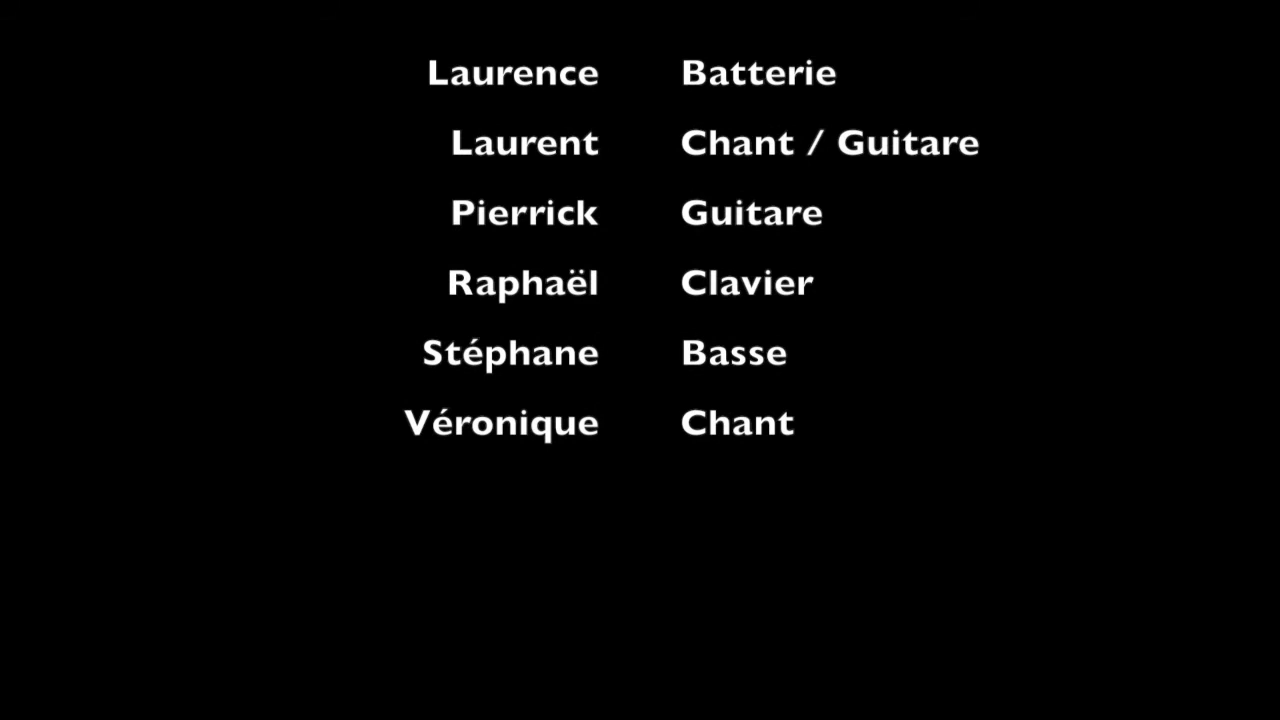 Laurence Batterie
Laurent Chant / Guitare
Pierrick Guitare
Raphaël Clavier
Stéphane Basse
Véronique Chant